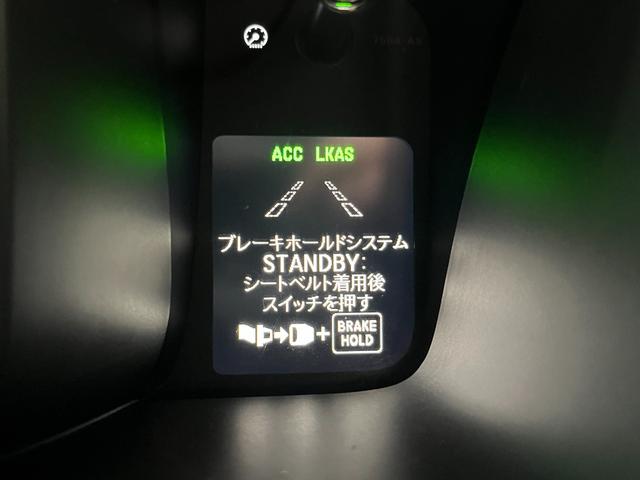 ACC LKAS
ブレーキホールドシステム
STANDBY:
シートベルト着用後
スイッチを押す
+ BRAKE
HOLD